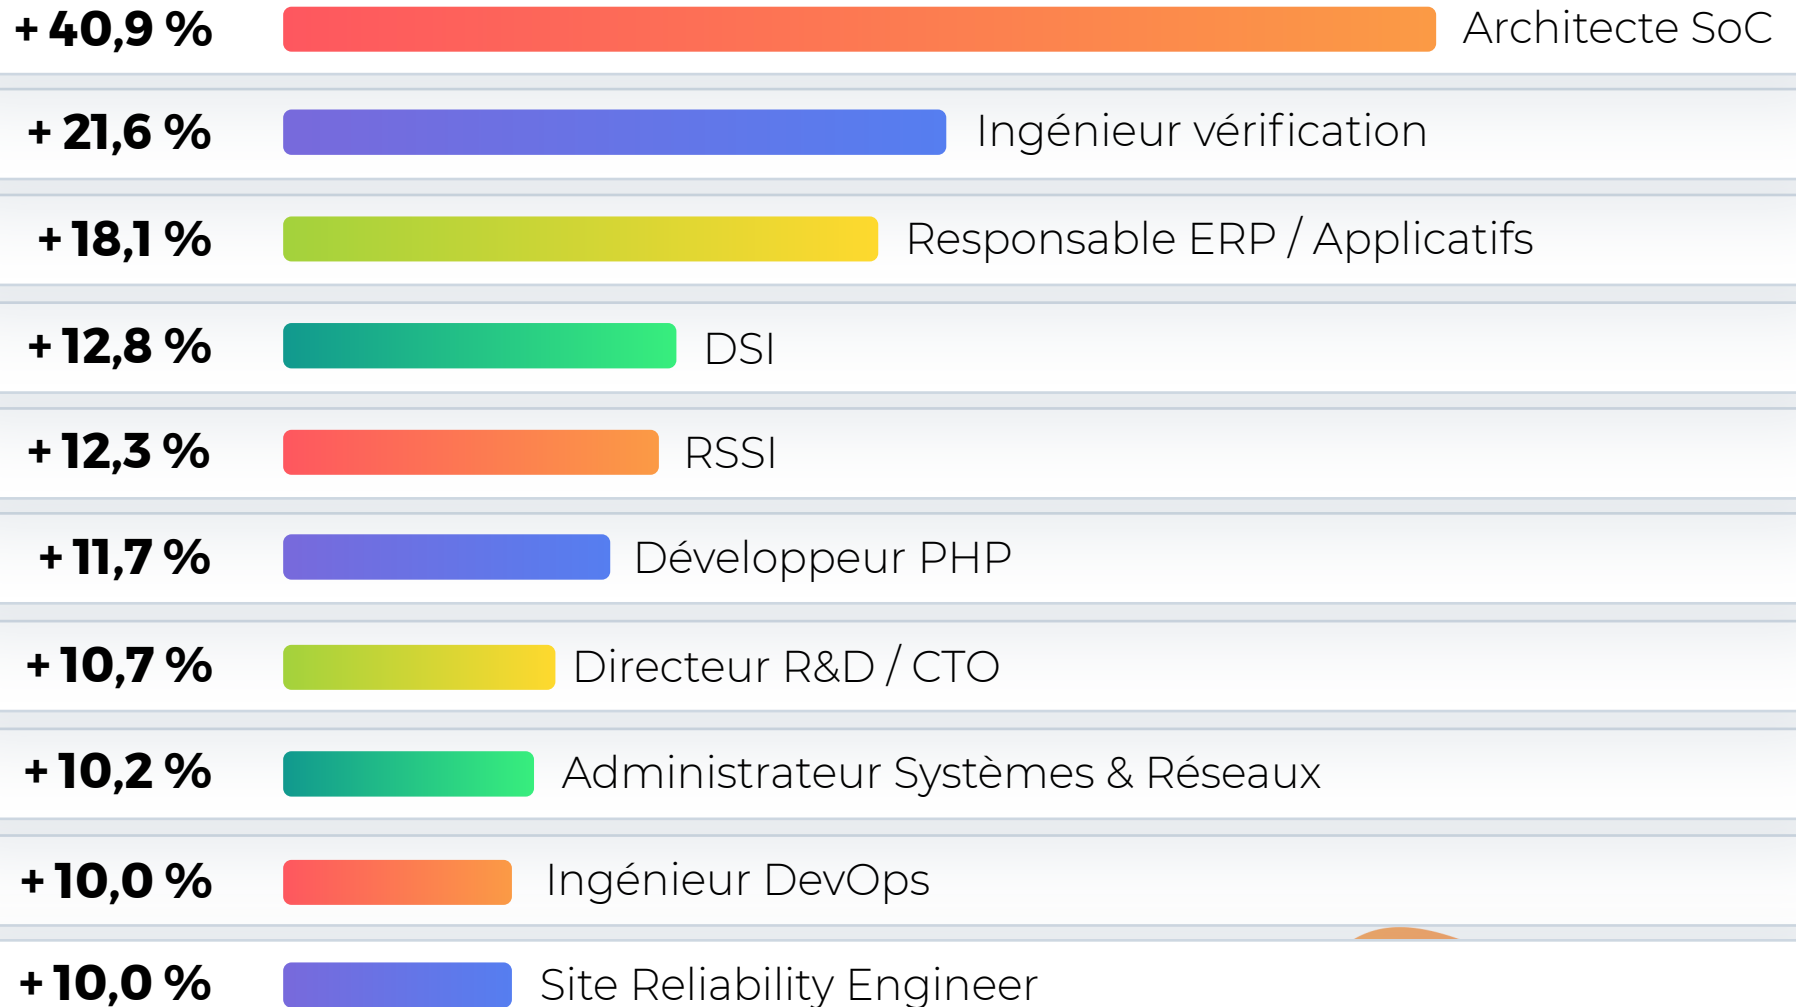 + 40,9 % Architecte SoC
+ 21,6 % Ingénieur vérification
+ 18,1 % Responsable ERP / Applicatifs
+ 12,8 % DSI
+ 12,3 % RSSI
+ 11,7 % Développeur PHP
+ 10,7 % Directeur R&D / CTO
+ 10,2 % Administrateur Systèmes & Réseaux
+ 10,0 % Ingénieur DevOps
+ 10,0 % Site Reliability Engineer